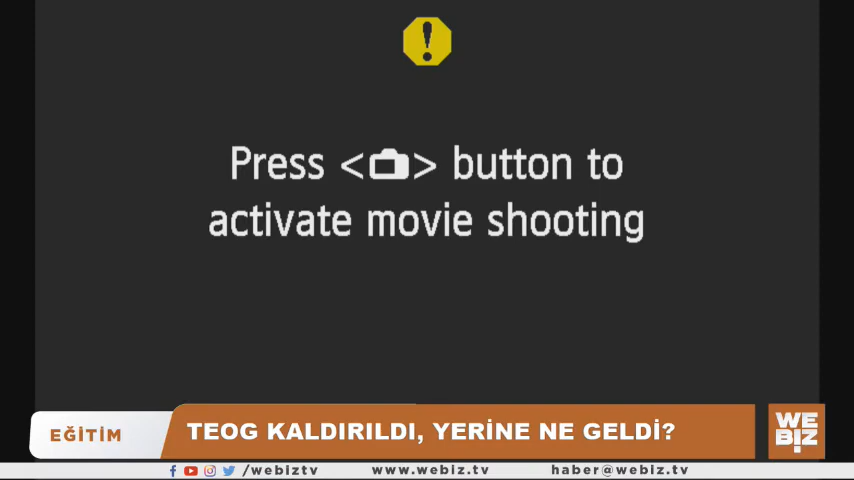 Press < > button to
activate movie shooting
EĞİTİM
TEOG KALDIRILDI, YERİNE NE GELDİ?
WE
BİZ
/webiztv
www.webiz.tv
haber@webiz.tv